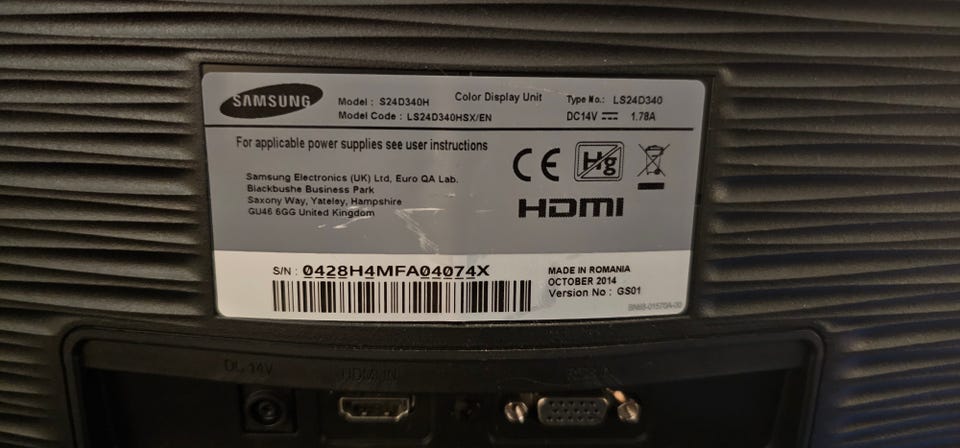 SAMSUNG
Model : S24D340H
Color Display Unit
Type No.: LS24D340
Model Code : LS24D340HSX/EN
DC14V ⎓ 1.78A
For applicable power supplies see user instructions
CE
Hg
Samsung Electronics (UK) Ltd, Euro QA Lab.
Blackbushe Business Park
Saxony Way, Yateley, Hampshire
GU46 6GG United Kingdom
HDMI
S/N : 0428H4MFA04074X
MADE IN ROMANIA
OCTOBER 2014
Version No : GS01
DC 14V
HDMI IN